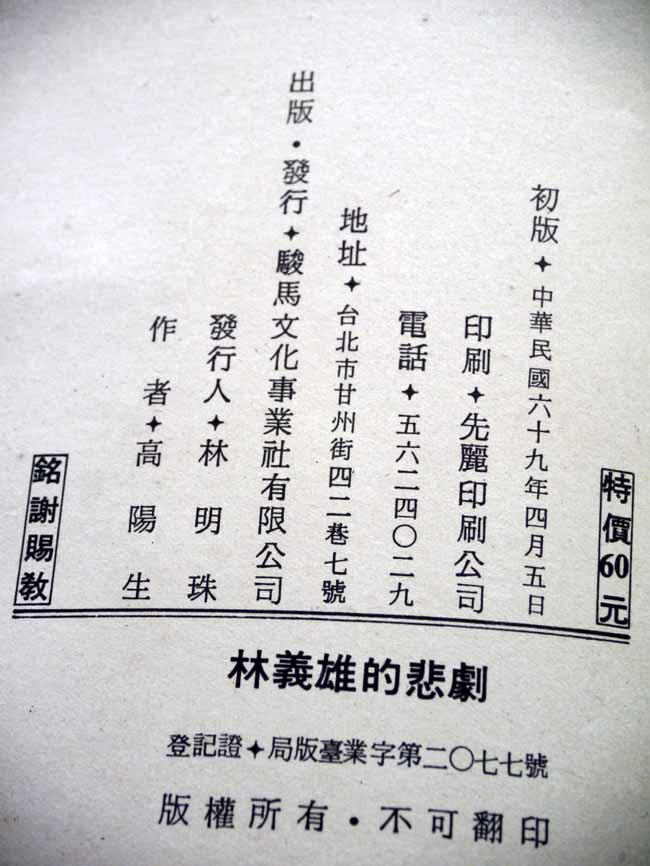 特價60元
初版✦中華民國六十九年四月五日
印刷✦先麗印刷公司
電話✦五六二四〇二九
地址✦台北市甘州街四二巷七號
出版・發行✦駿馬文化事業社有限公司
發行人✦林明珠
作者✦高陽生
銘謝賜教
林義雄的悲劇
登記證✦局版臺業字第二〇七七號
版權所有・不可翻印